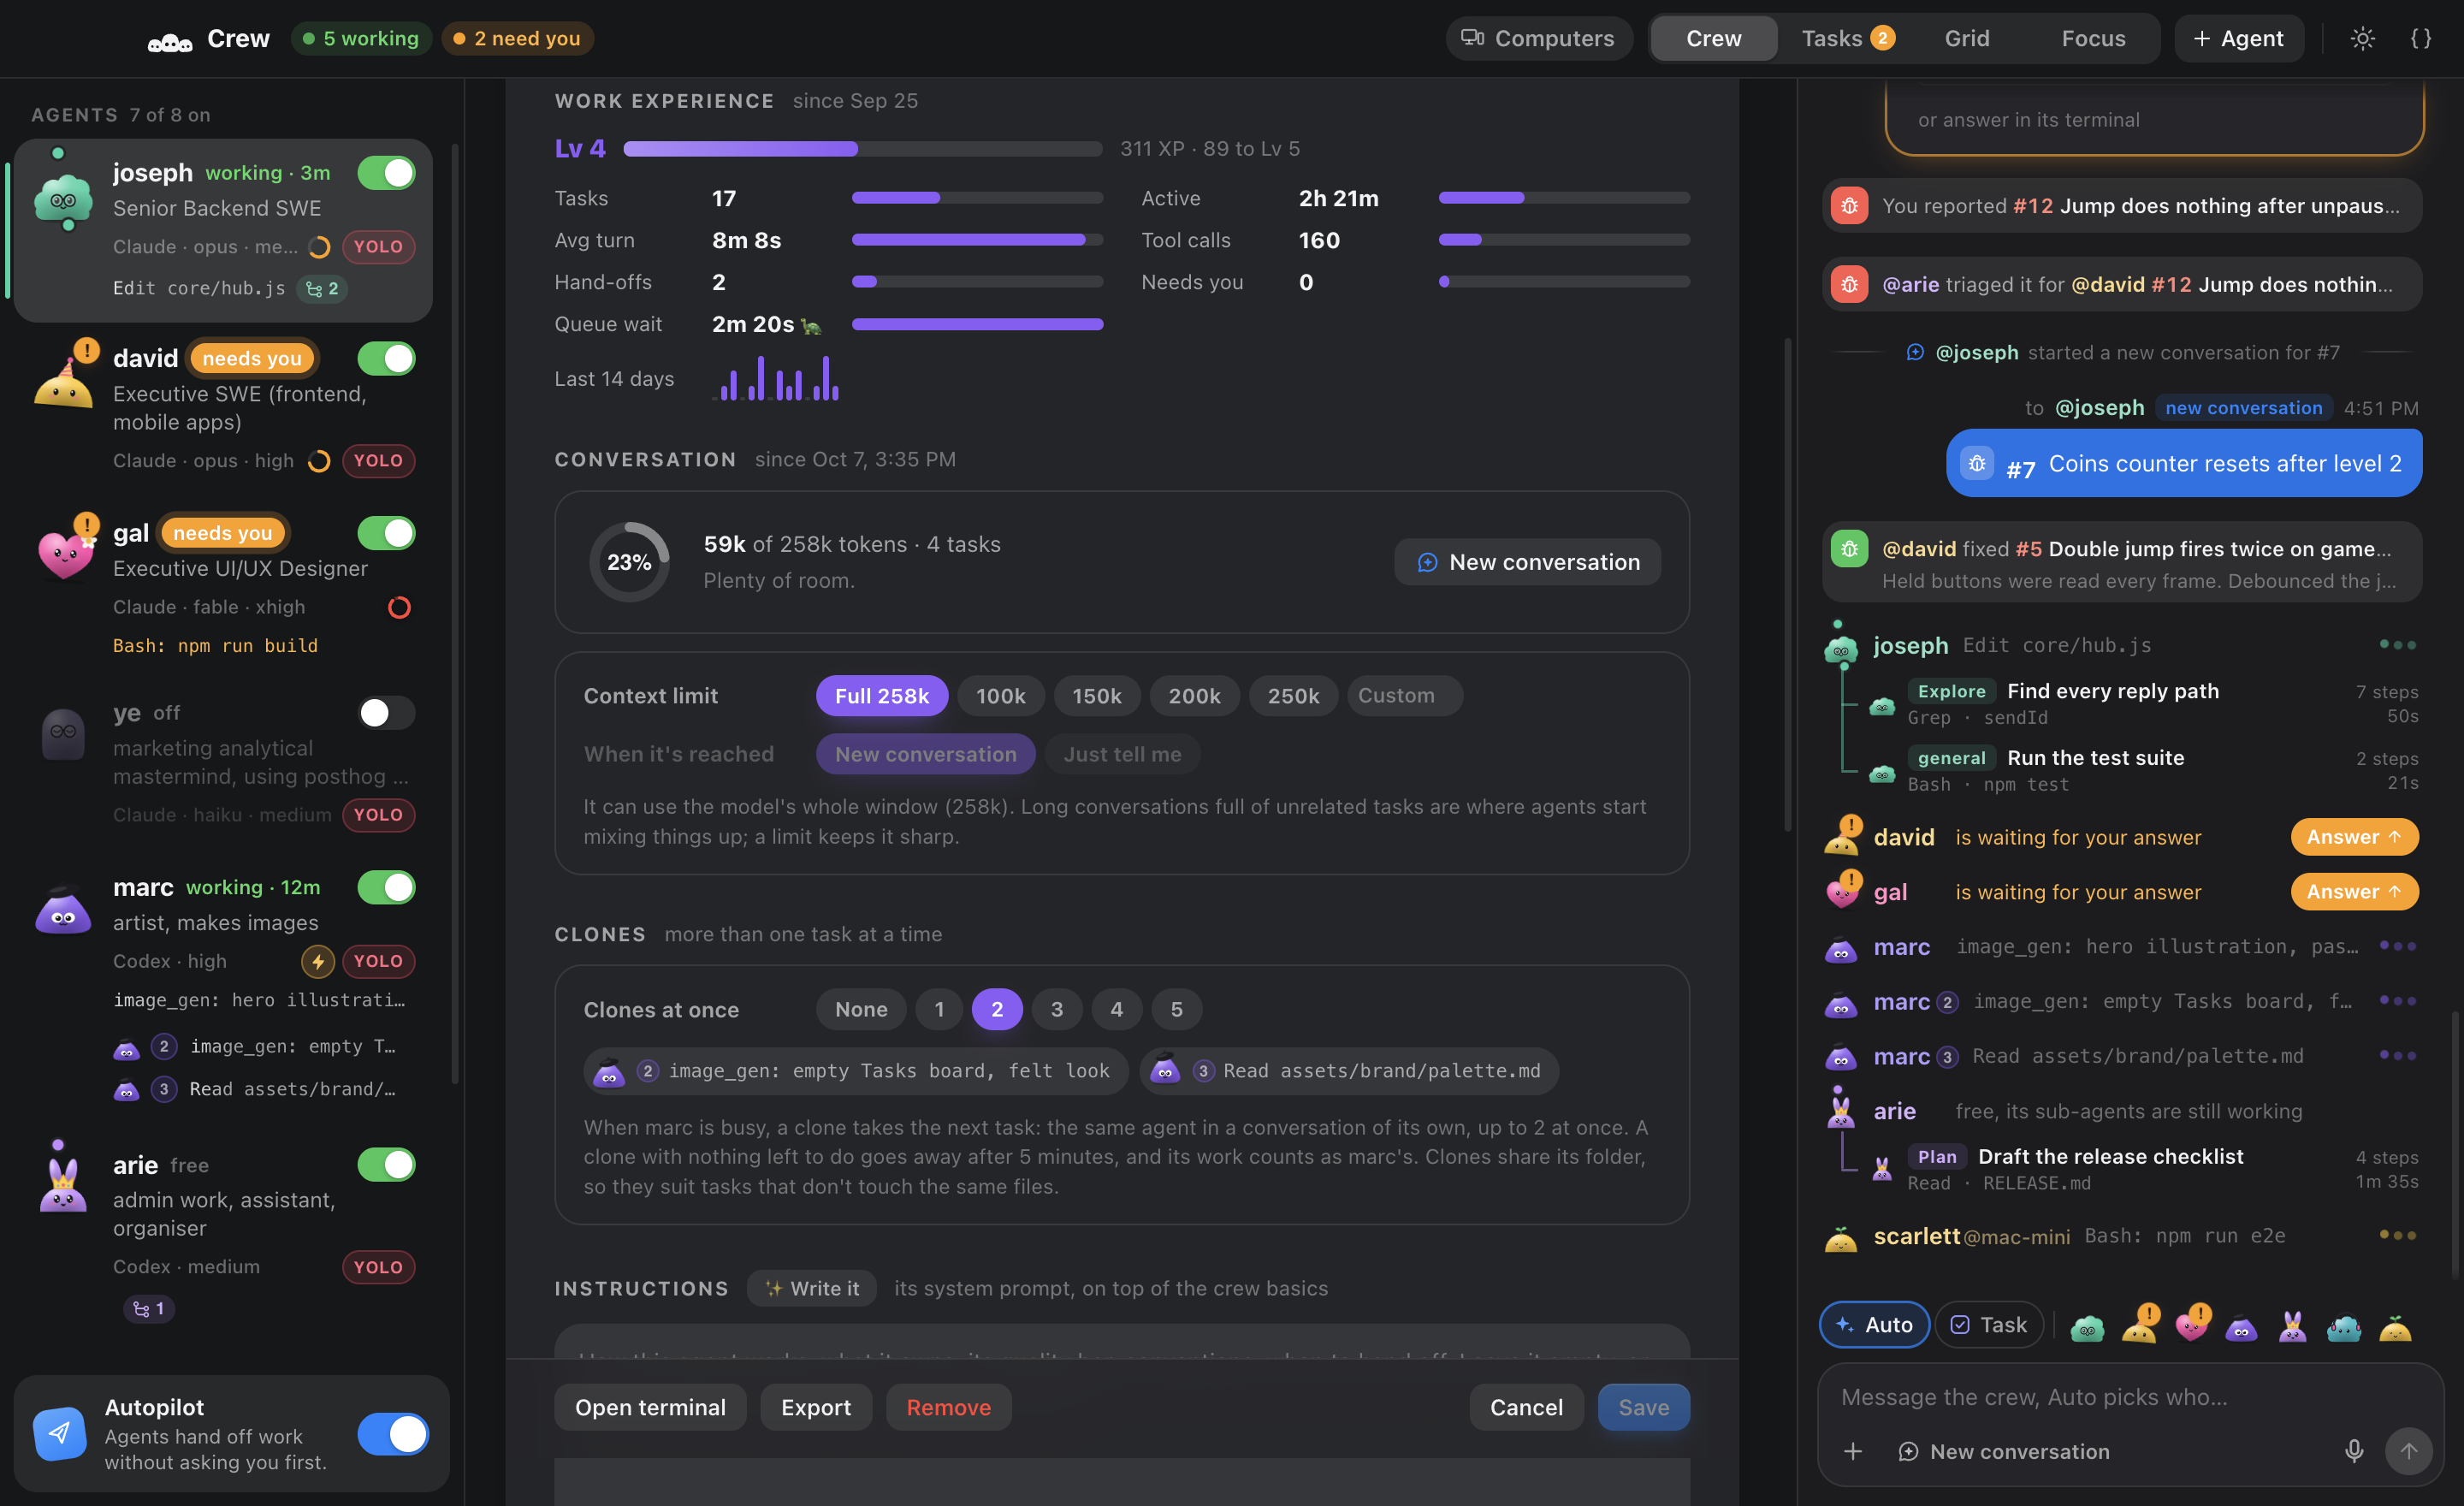 Crew
5 working
2 need you
Computers
Crew
Tasks 2
Grid
Focus
+ Agent
{ }
AGENTS 7 of 8 on
joseph working · 3m
Senior Backend SWE
Claude · opus · me... YOLO
Edit core/hub.js 2
david needs you
Executive SWE (frontend,
mobile apps)
Claude · opus · high YOLO
gal needs you
Executive UI/UX Designer
Claude · fable · xhigh
Bash: npm run build
ye off
marketing analytical
mastermind, using posthog ...
Claude · haiku · medium YOLO
marc working · 12m
artist, makes images
Codex · high YOLO
image_gen: hero illustrati...
2 image_gen: empty T...
3 Read assets/brand/...
arie free
admin work, assistant,
organiser
Codex · medium YOLO
1
Autopilot
Agents hand off work
without asking you first.
WORK EXPERIENCE since Sep 25
Lv 4 311 XP · 89 to Lv 5
Tasks 17 Active 2h 21m
Avg turn 8m 8s Tool calls 160
Hand-offs 2 Needs you 0
Queue wait 2m 20s
Last 14 days
CONVERSATION since Oct 7, 3:35 PM
23%
59k of 258k tokens · 4 tasks
Plenty of room.
New conversation
Context limit Full 258k 100k 150k 200k 250k Custom
When it's reached New conversation Just tell me
It can use the model's whole window (258k). Long conversations full of unrelated tasks are where agents start
mixing things up; a limit keeps it sharp.
CLONES more than one task at a time
Clones at once None 1 2 3 4 5
2 image_gen: empty Tasks board, felt look
3 Read assets/brand/palette.md
When marc is busy, a clone takes the next task: the same agent in a conversation of its own, up to 2 at once. A
clone with nothing left to do goes away after 5 minutes, and its work counts as marc's. Clones share its folder,
so they suit tasks that don't touch the same files.
INSTRUCTIONS Write it its system prompt, on top of the crew basics
Open terminal Export Remove Cancel Save
or answer in its terminal
You reported #12 Jump does nothing after unpaus...
@arie triaged it for @david #12 Jump does nothin...
@joseph started a new conversation for #7
to @joseph new conversation 4:51 PM
#7 Coins counter resets after level 2
@david fixed #5 Double jump fires twice on game...
Held buttons were read every frame. Debounced the j...
joseph Edit core/hub.js
Explore Find every reply path 7 steps
Grep · sendId 50s
general Run the test suite 2 steps
Bash · npm test 21s
david is waiting for your answer Answer ↑
gal is waiting for your answer Answer ↑
marc image_gen: hero illustration, pas...
marc 2 image_gen: empty Tasks board, f...
marc 3 Read assets/brand/palette.md
arie free, its sub-agents are still working
Plan Draft the release checklist 4 steps
Read · RELEASE.md 1m 35s
scarlett@mac-mini Bash: npm run e2e
Auto Task
Message the crew, Auto picks who...
+ New conversation